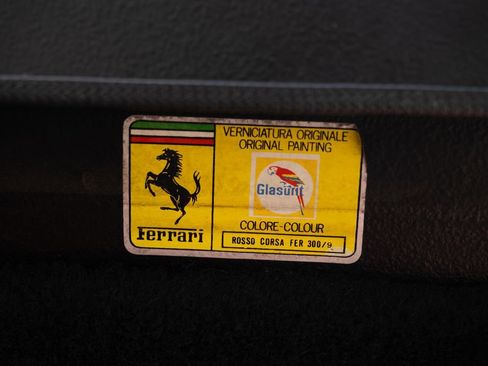 VERNICIATURA ORIGINALE
ORIGINAL PAINTING
Glasurit
COLORE-COLOUR
ROSSO CORSA FER 300/9
Ferrari